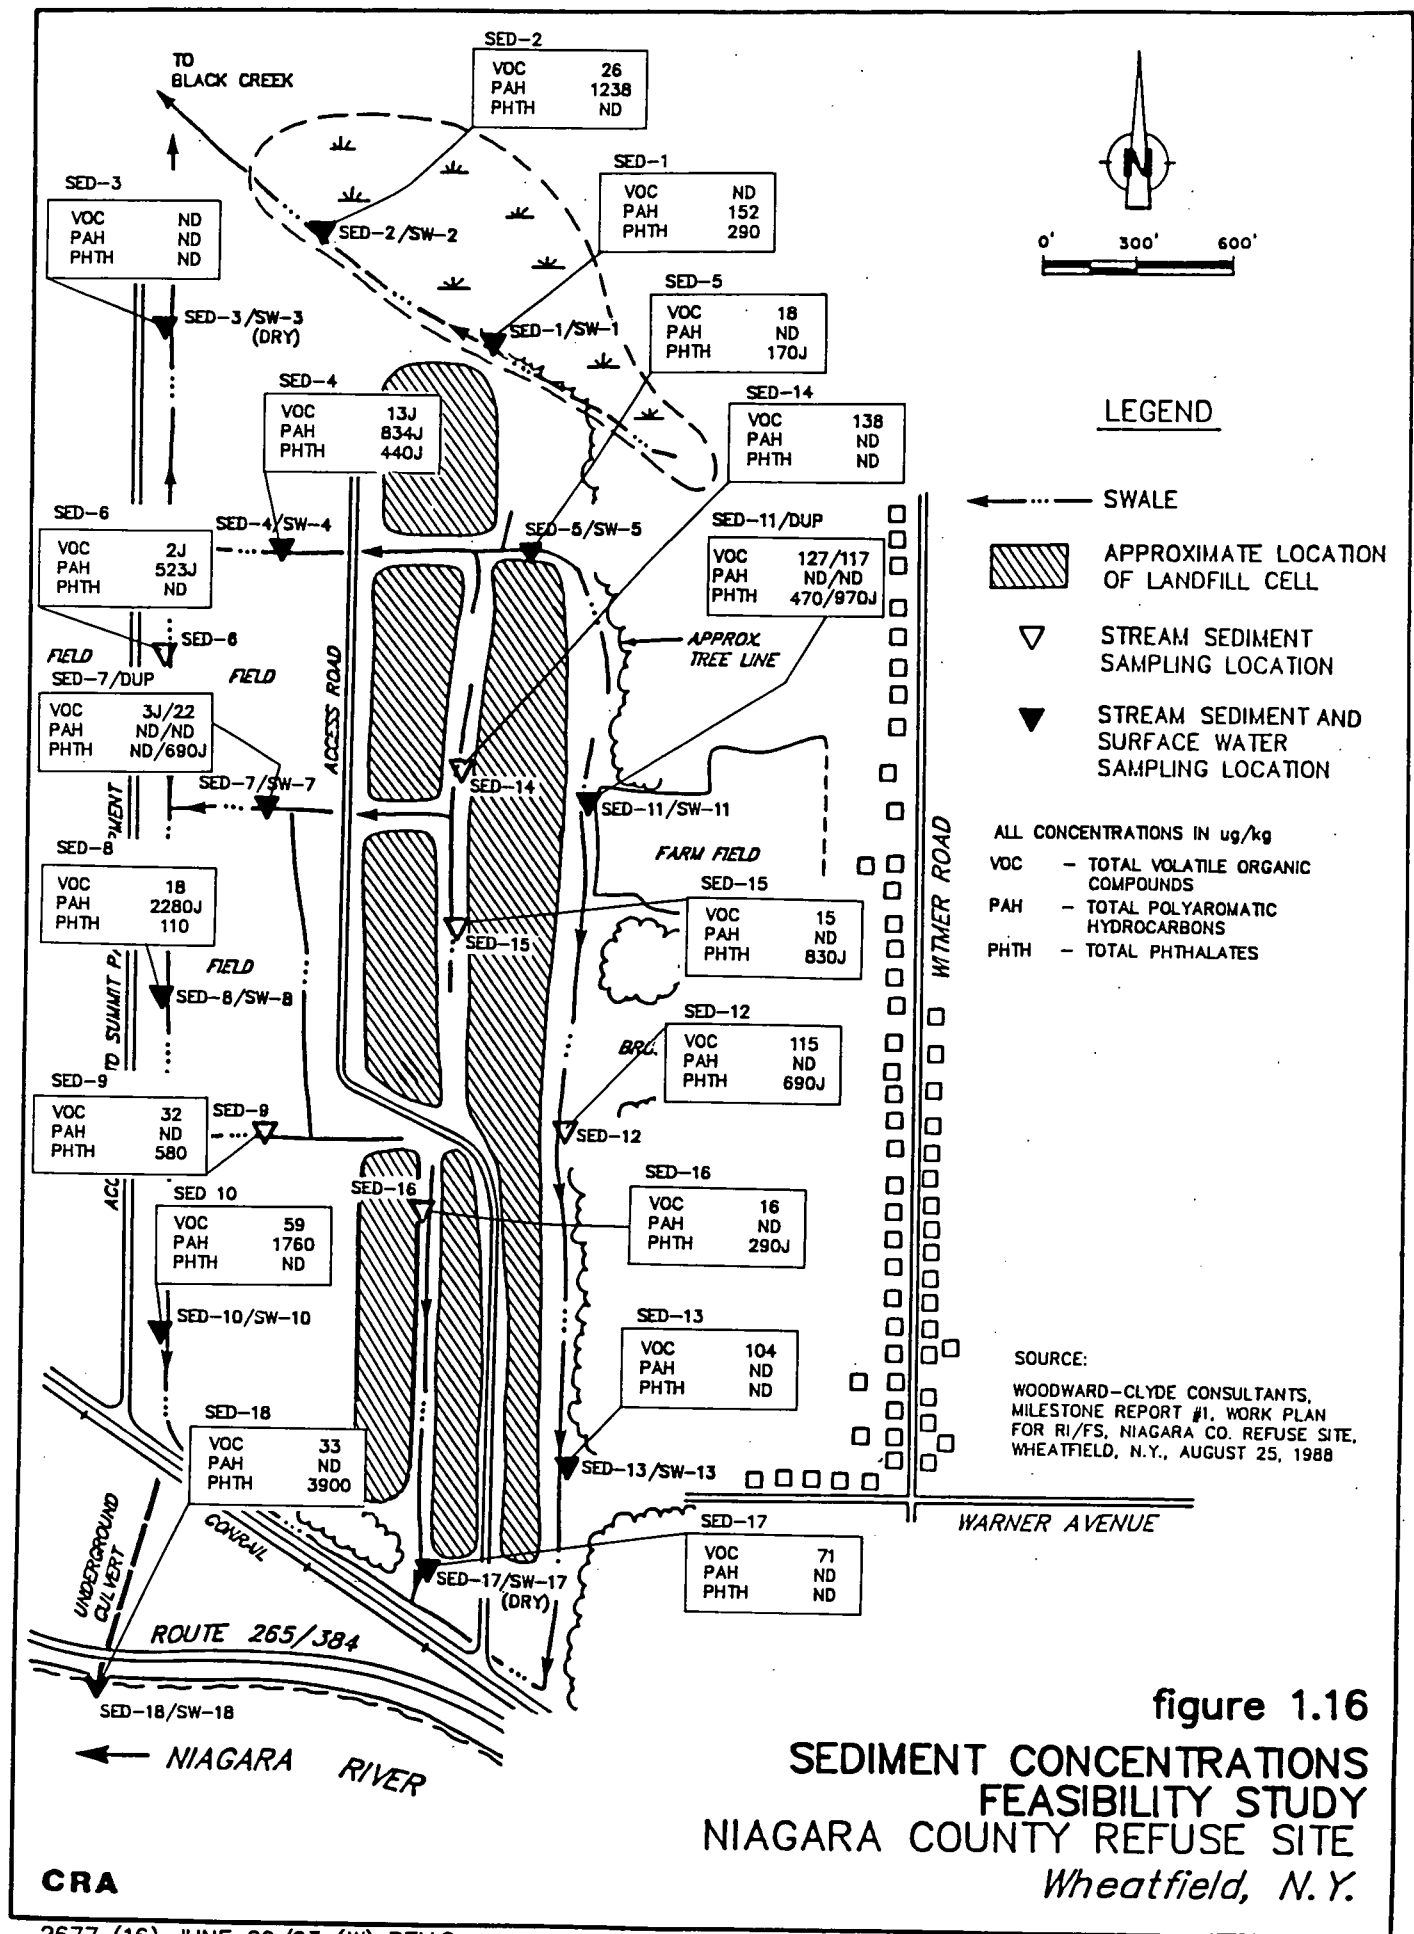 TO
BLACK CREEK
SED-2
VOC 26
PAH 1238
PHTH ND
SED-1
VOC ND
PAH 152
PHTH 290
SED-3
VOC ND
PAH ND
PHTH ND
N
0' 300' 600'
SED-2/SW-2
SED-5
VOC 18
PAH ND
PHTH 170J
SED-3/SW-3
(DRY)
SED-1/SW-1
SED-4
VOC 13J
PAH 834J
PHTH 440J
SED-14
VOC 138
PAH ND
PHTH ND
LEGEND
SWALE
APPROXIMATE LOCATION
OF LANDFILL CELL
STREAM SEDIMENT
SAMPLING LOCATION
STREAM SEDIMENT AND
SURFACE WATER
SAMPLING LOCATION
ALL CONCENTRATIONS IN ug/kg
VOC – TOTAL VOLATILE ORGANIC
COMPOUNDS
PAH – TOTAL POLYAROMATIC
HYDROCARBONS
PHTH – TOTAL PHTHALATES
SED-6
VOC 2J
PAH 523J
PHTH ND
SED-4/SW-4
SED-5/SW-5
SED-11/DUP
VOC 127/117
PAH ND/ND
PHTH 470/970J
SED-6
FIELD
FIELD
APPROX.
TREE LINE
ACCESS ROAD
SED-7/DUP
VOC 3J/22
PAH ND/ND
PHTH ND/690J
SED-7/SW-7
SED-14
SED-11/SW-11
FARM FIELD
WITMER ROAD
SED-8
VOC 18
PAH 2280J
PHTH 110
SED-15
VOC 15
PAH ND
PHTH 830J
SED-15
FIELD
SED-8/SW-8
TO SUMMIT
SED-12
VOC 115
PAH ND
PHTH 690J
SED-9
VOC 32
PAH ND
PHTH 580
SED-9
SED-12
SED-16
SED-16
VOC 16
PAH ND
PHTH 290J
SED 10
VOC 59
PAH 1760
PHTH ND
SED-10/SW-10
SED-13
VOC 104
PAH ND
PHTH ND
SED-13/SW-13
SOURCE:
WOODWARD-CLYDE CONSULTANTS,
MILESTONE REPORT #1, WORK PLAN
FOR RI/FS, NIAGARA CO. REFUSE SITE,
WHEATFIELD, N.Y., AUGUST 25, 1988
SED-18
VOC 33
PAH ND
PHTH 3900
CONRAIL
UNDERGROUND
CULVERT
WARNER AVENUE
SED-17
VOC 71
PAH ND
PHTH ND
SED-17/SW-17
(DRY)
ROUTE 265/384
SED-18/SW-18
NIAGARA RIVER
figure 1.16
SEDIMENT CONCENTRATIONS
FEASIBILITY STUDY
NIAGARA COUNTY REFUSE SITE
Wheatfield, N.Y.
CRA